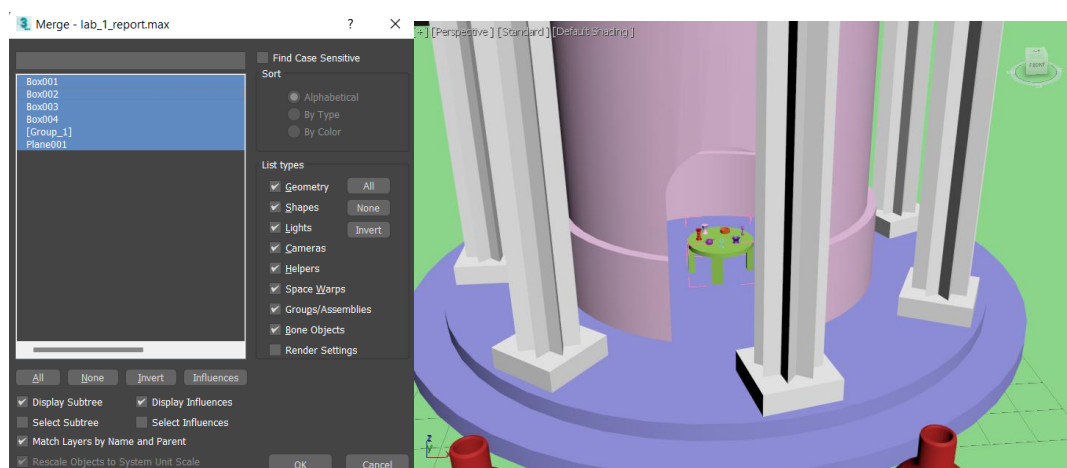 Merge - lab_1_report.max
Find Case Sensitive
Sort
Alphabetical
By Type
By Color
Box001
Box002
Box003
Box004
[Group_1]
Plane001
List types
Geometry
All
Shapes
None
Lights
Invert
Cameras
Helpers
Space Warps
Groups/Assemblies
Bone Objects
Render Settings
All None Invert Influences
Display Subtree Display Influences
Select Subtree Select Influences
Match Layers by Name and Parent
Rescale Objects to System Unit Scale
OK Cancel
[+] [Perspective ] [Standard ] [Default Shading ]
FRONT
z